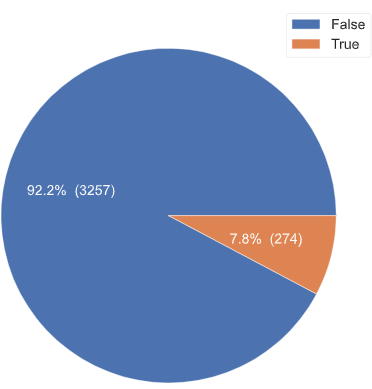 False
True
92.2% (3257)
7.8% (274)